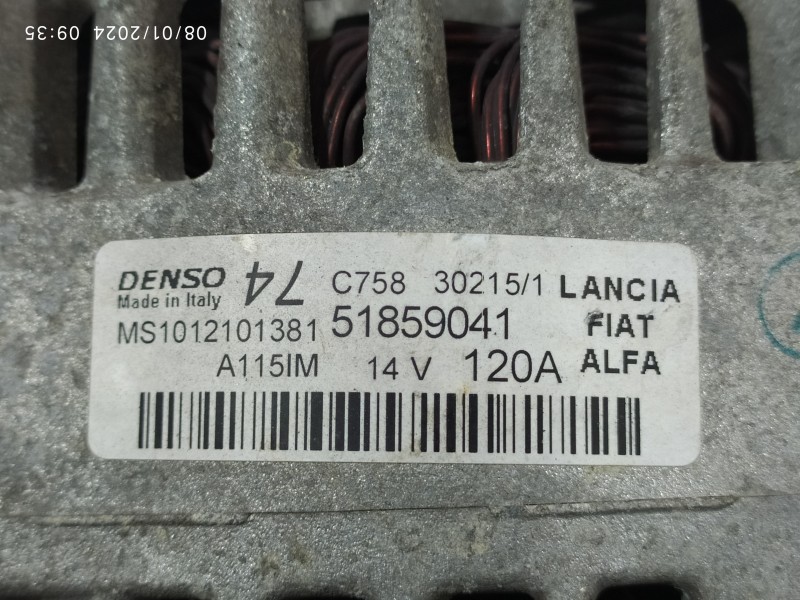 08/01/2024 09:35
DENSO 74 C758 30215/1 LANCIA
Made in Italy
MS1012101381 51859041 FIAT
A115IM 14 V 120A ALFA